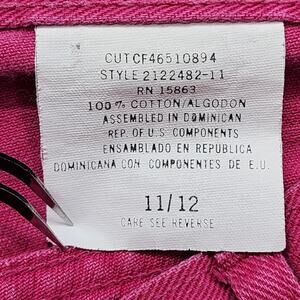 CUTCF46510894
STYLE 2122482-11
RN 15863
100% COTTON/ALGODON
ASSEMBLED IN DOMINICAN
REP.OF U.S. COMPONENTS
ENSAMBLADO EN REPUBLICA
DOMINICANA CON COMPONENTES DE E.U.
11/12
CARE SEE REVERSE